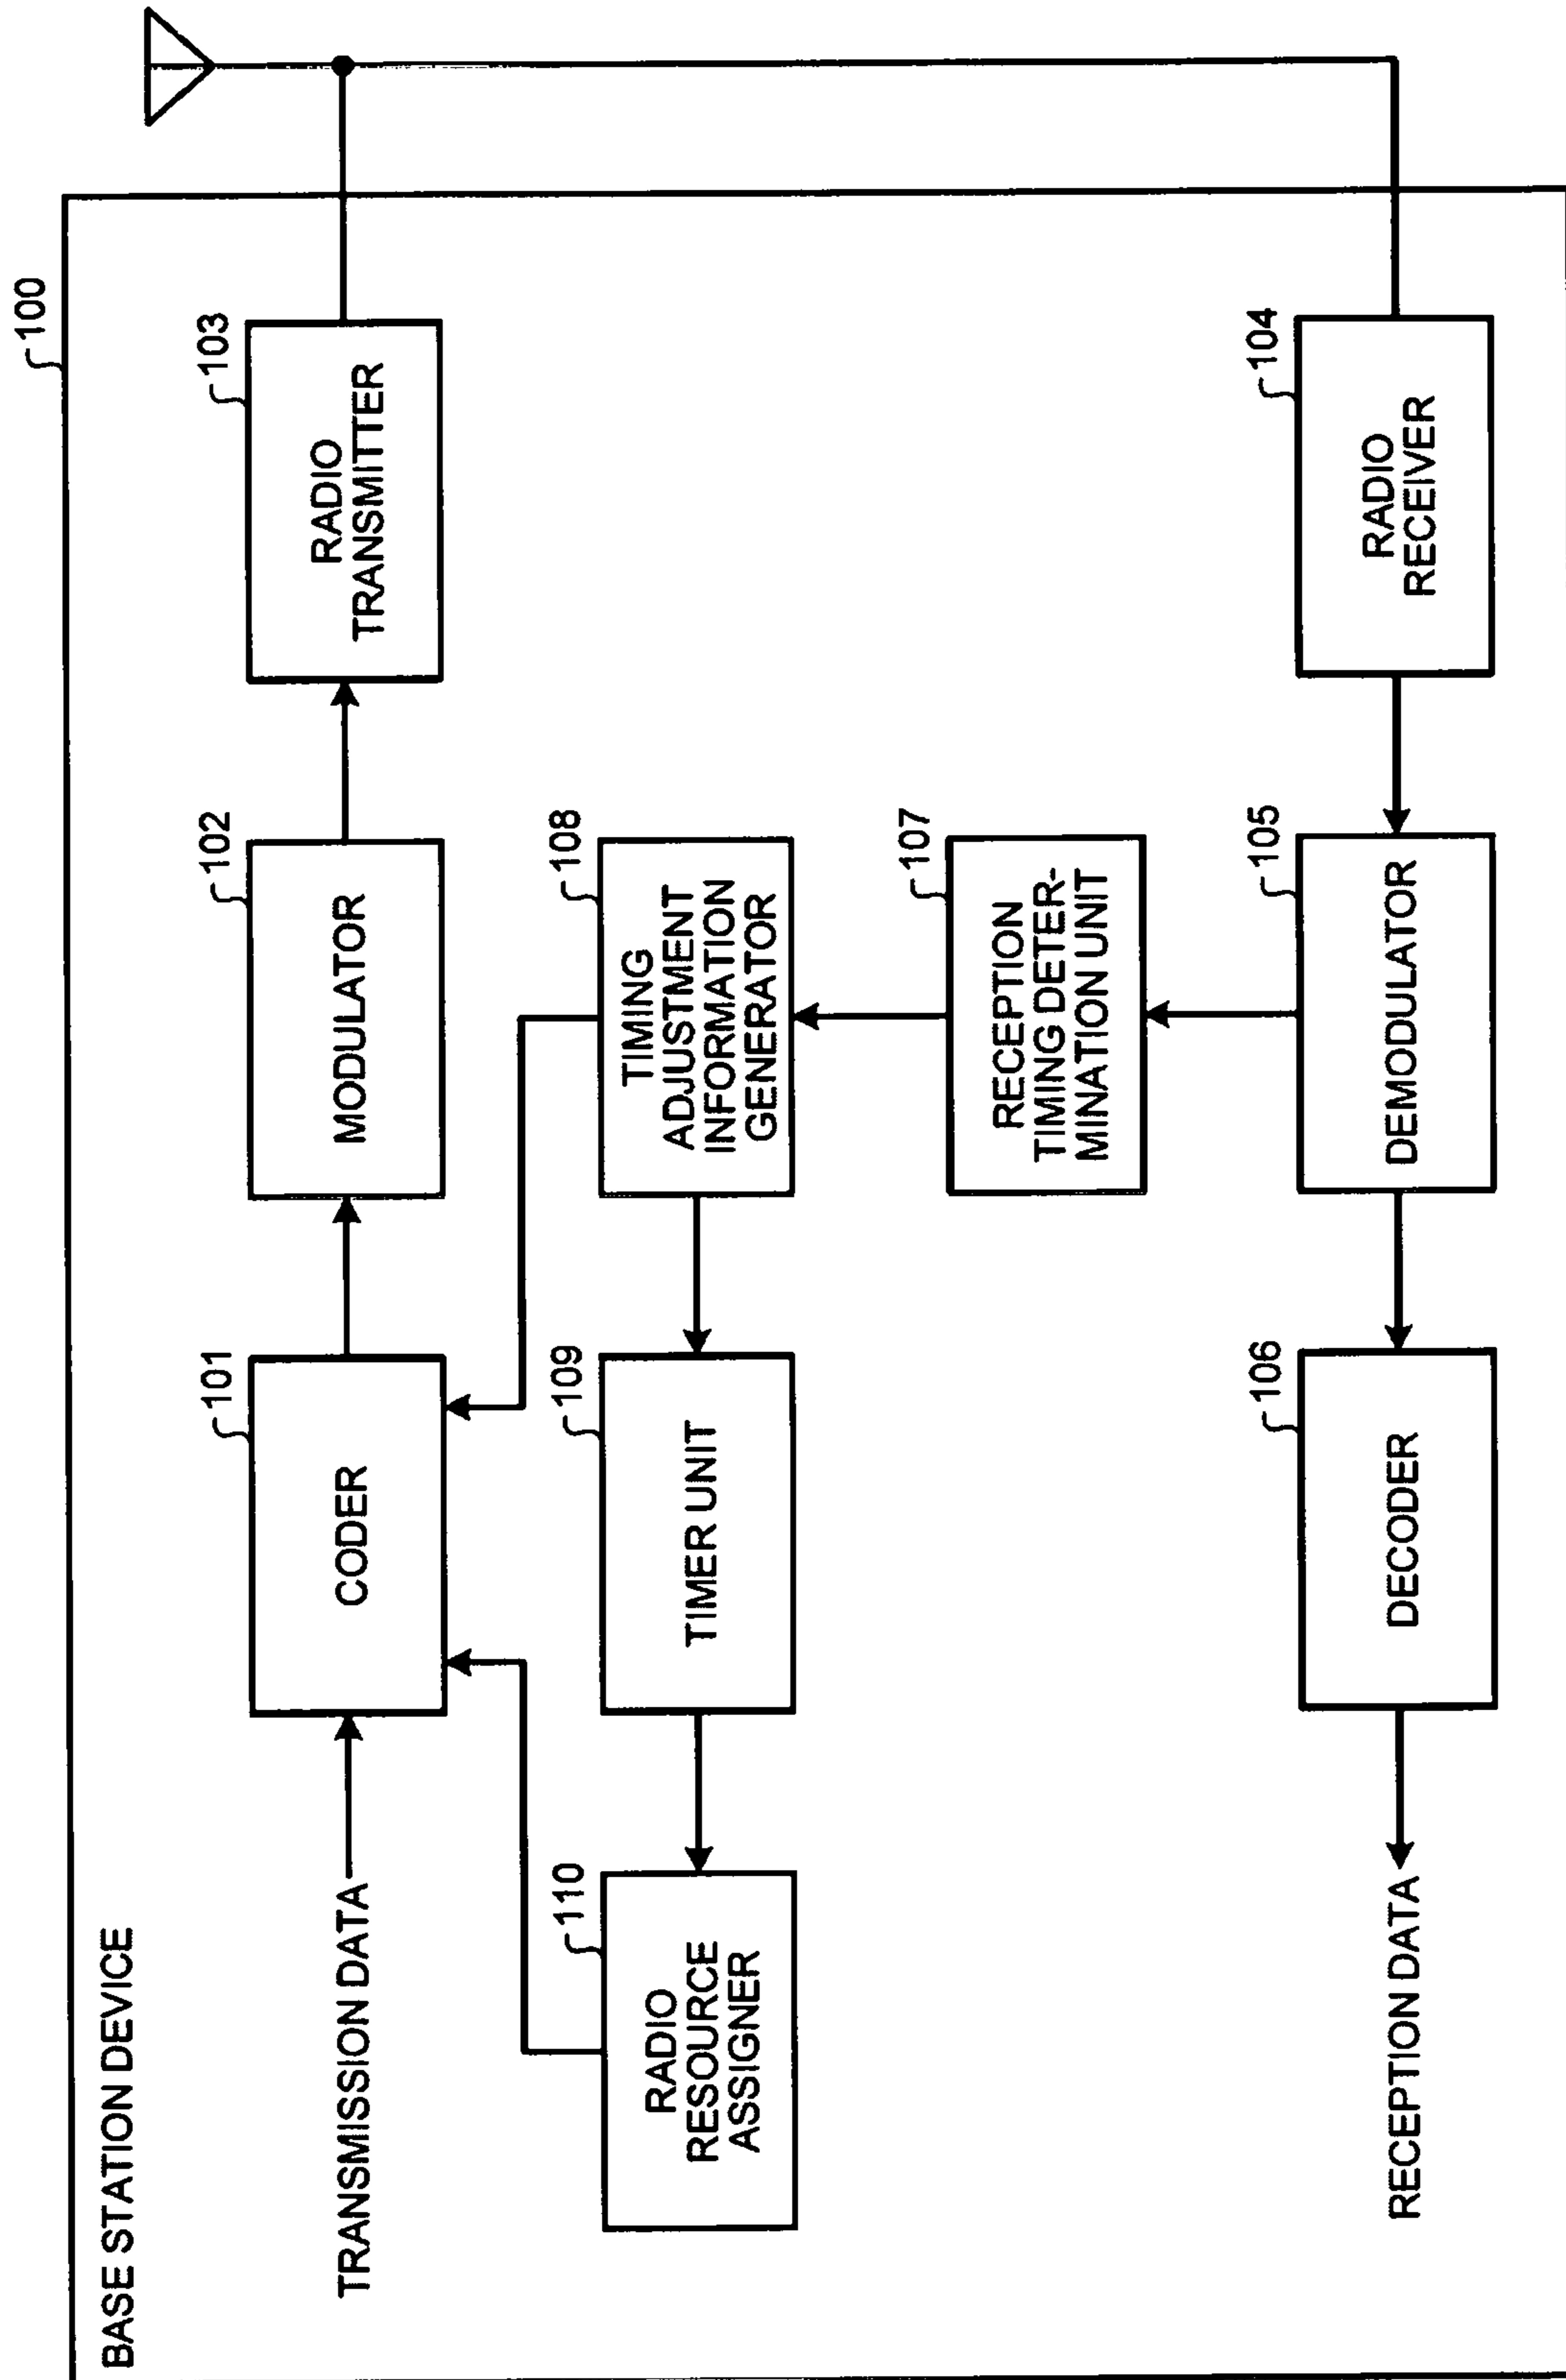 100
BASE STATION DEVICE
101
102
103
TRANSMISSION DATA
CODER
MODULATOR
RADIO
TRANSMITTER
110
109
108
RADIO
RESOURCE
ASSIGNER
TIMER UNIT
TIMING
ADJUSTMENT
INFORMATION
GENERATOR
107
RECEPTION
TIMING DETER-
MINATION UNIT
106
105
104
RECEPTION DATA
DECODER
DEMODULATOR
RADIO
RECEIVER